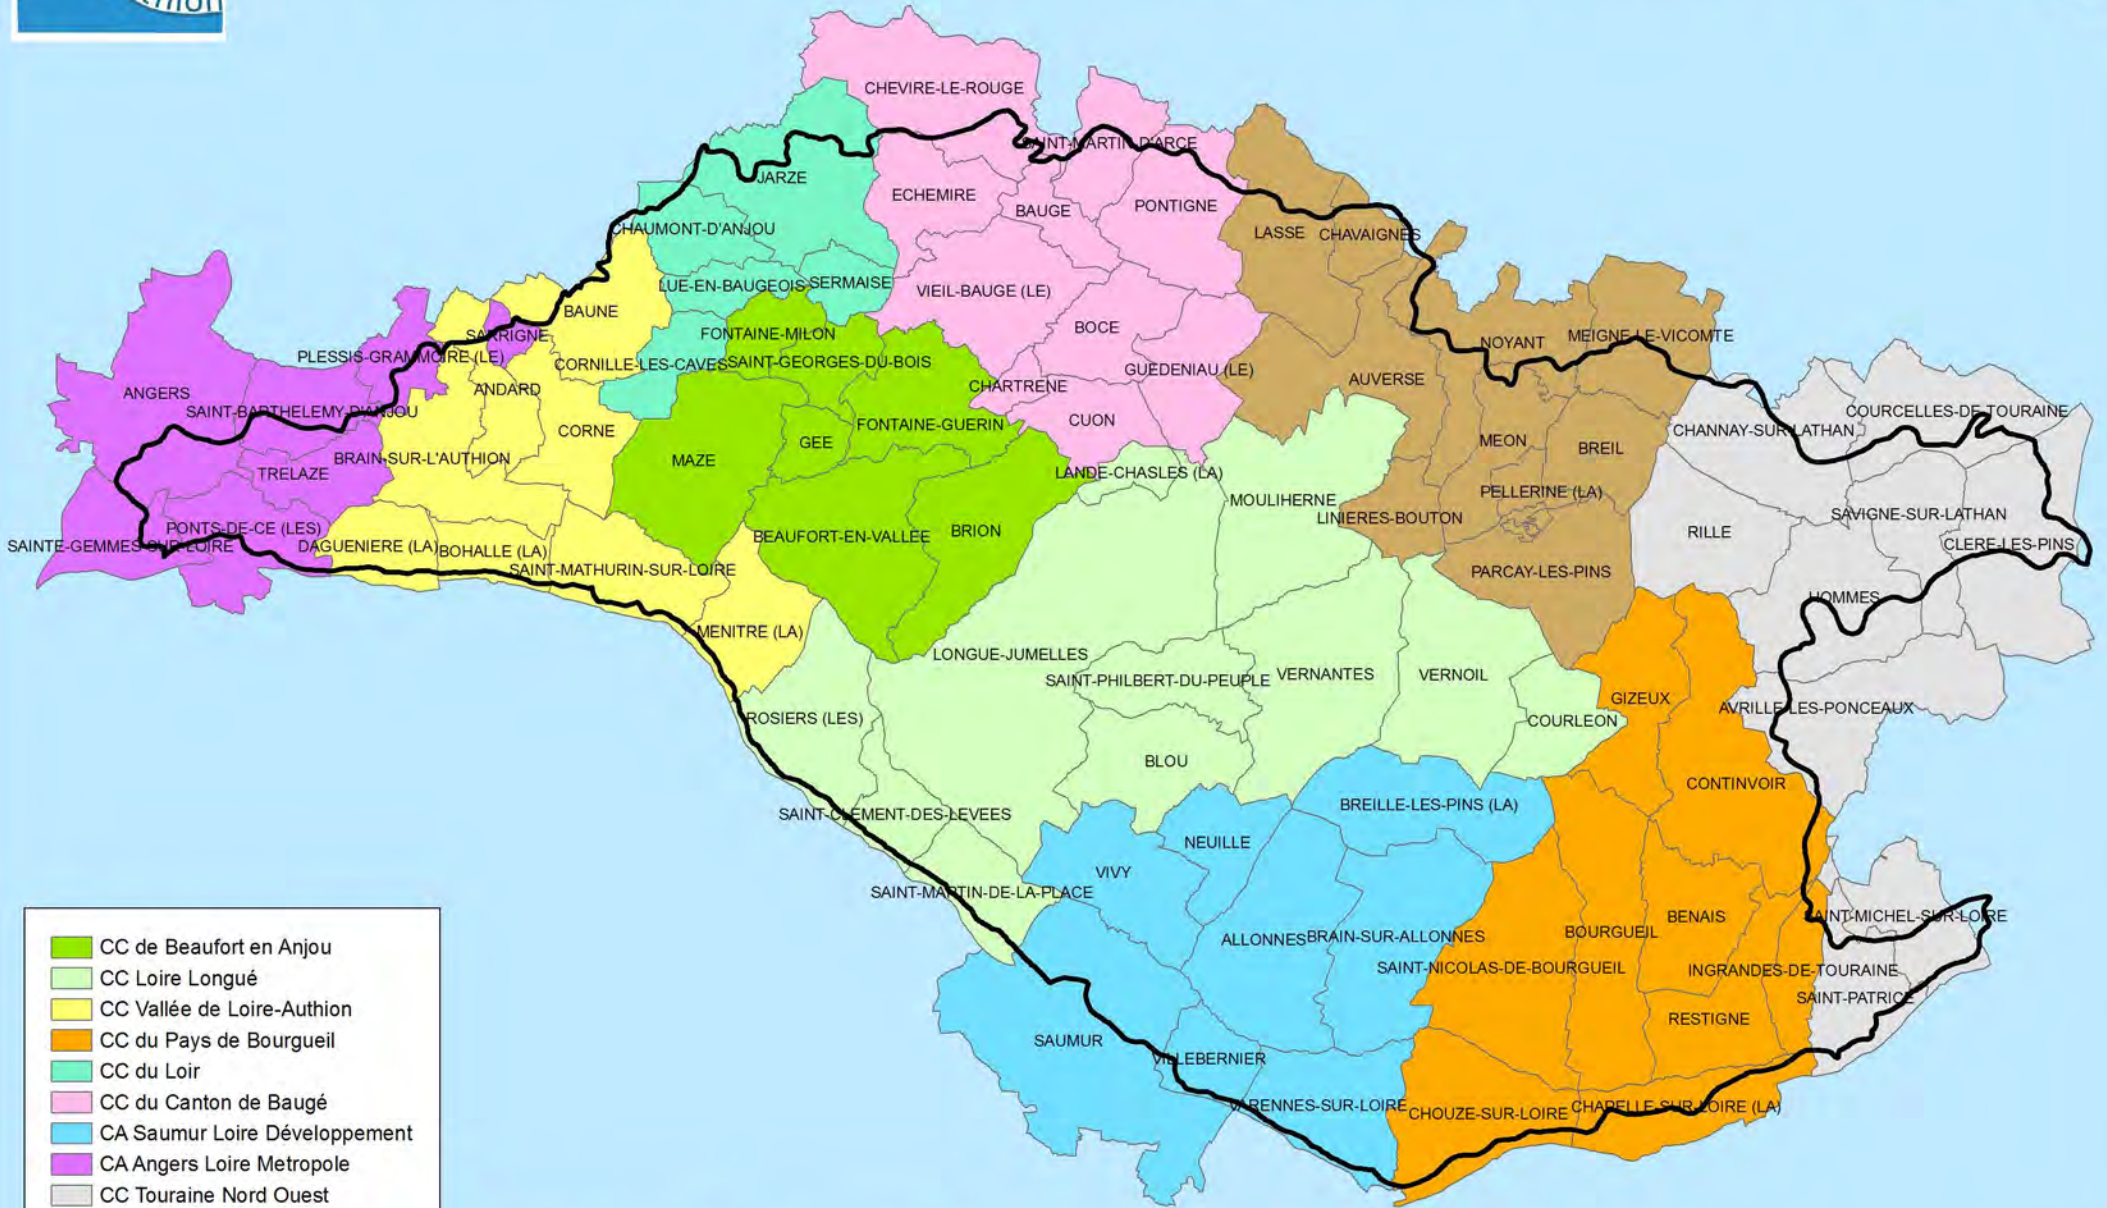 CHEVIRE-LE-ROUGE
SAINT-MARTIN-D'ARCE
JARZE
ECHEMIRE
BAUGE
PONTIGNE
CHAUMONT-D'ANJOU
LASSE
CHAVAIGNES
LUE-EN-BAUGEOIS
SERMAISE
VIEIL-BAUGE (LE)
BAUNE
SARRIGNE
FONTAINE-MILON
BOCE
NOYANT
MEIGNE-LE-VICOMTE
PLESSIS-GRAMMOIRE (LE)
CORNILLE-LES-CAVES
SAINT-GEORGES-DU-BOIS
GUEDENIAU (LE)
ANGERS
ANDARD
CHARTRENE
AUVERSE
SAINT-BARTHELEMY-D'ANJOU
COURCELLES-DE-TOURAINE
CORNE
GEE
FONTAINE-GUERIN
CUON
CHANNAY-SUR-LATHAN
BRAIN-SUR-L'AUTHION
MAZE
MEON
BREIL
TRELAZE
LANDE-CHASLES (LA)
MOULIHERNE
PELLERINE (LA)
PONTS-DE-CE (LES)
LINIERES-BOUTON
SAVIGNE-SUR-LATHAN
SAINTE-GEMMES-SUR-LOIRE
DAGUENIERE (LA)
BOHALLE (LA)
BEAUFORT-EN-VALLEE
BRION
RILLE
CLERE-LES-PINS
SAINT-MATHURIN-SUR-LOIRE
PARCAY-LES-PINS
HOMMES
MENITRE (LA)
LONGUE-JUMELLES
SAINT-PHILBERT-DU-PEUPLE
VERNANTES
VERNOIL
GIZEUX
AVRILLE-LES-PONCEAUX
ROSIERS (LES)
COURLEON
BLOU
CONTINVOIR
SAINT-CLEMENT-DES-LEVEES
BREILLE-LES-PINS (LA)
NEUILLE
VIVY
SAINT-MARTIN-DE-LA-PLACE
BENAIS
SAINT-MICHEL-SUR-LOIRE
ALLONNES
BRAIN-SUR-ALLONNES
BOURGUEIL
SAINT-NICOLAS-DE-BOURGUEIL
INGRANDES-DE-TOURAINE
SAINT-PATRICE
RESTIGNE
SAUMUR
VILLEBERNIER
VARENNES-SUR-LOIRE
CHOUZE-SUR-LOIRE
CHAPELLE-SUR-LOIRE (LA)
CC de Beaufort en Anjou
CC Loire Longué
CC Vallée de Loire-Authion
CC du Pays de Bourgueil
CC du Loir
CC du Canton de Baugé
CA Saumur Loire Développement
CA Angers Loire Metropole
CC Touraine Nord Ouest